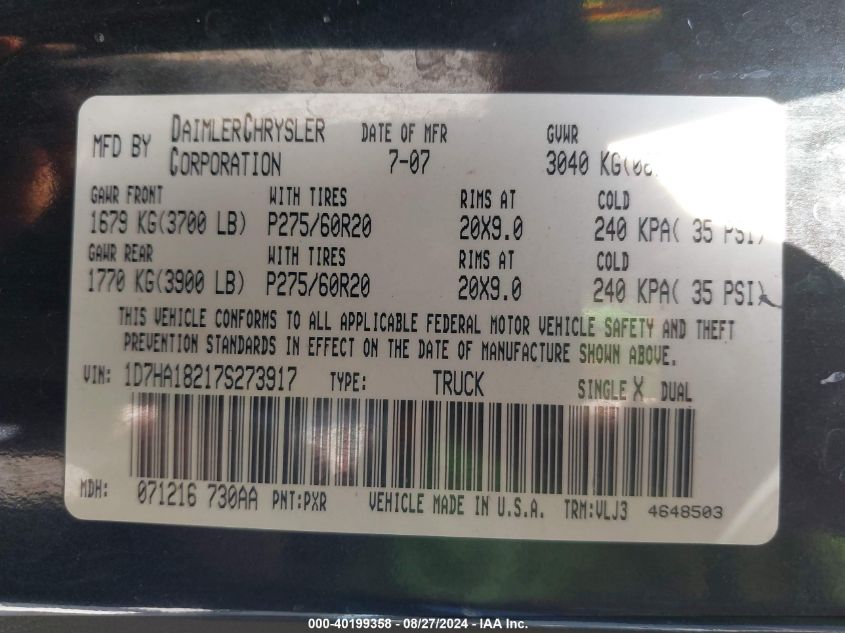 MFD BY DAIMLERCHRYSLER CORPORATION DATE OF MFR 7-07 GVWR 3040 KG
GAWR FRONT WITH TIRES RIMS AT COLD
1679 KG(3700 LB) P275/60R20 20X9.0 240 KPA( 35 PSI)
GAWR REAR WITH TIRES RIMS AT COLD
1770 KG(3900 LB) P275/60R20 20X9.0 240 KPA( 35 PSI)
THIS VEHICLE CONFORMS TO ALL APPLICABLE FEDERAL MOTOR VEHICLE SAFETY AND THEFT
PREVENTION STANDARDS IN EFFECT ON THE DATE OF MANUFACTURE SHOWN ABOVE.
VIN: 1D7HA18217S273917 TYPE: TRUCK SINGLE X DUAL
MDH: 071216 730AA PNT:PXR VEHICLE MADE IN U.S.A. TRM:VLJ3 4648503
000-40199358 - 08/27/2024 - IAA Inc.